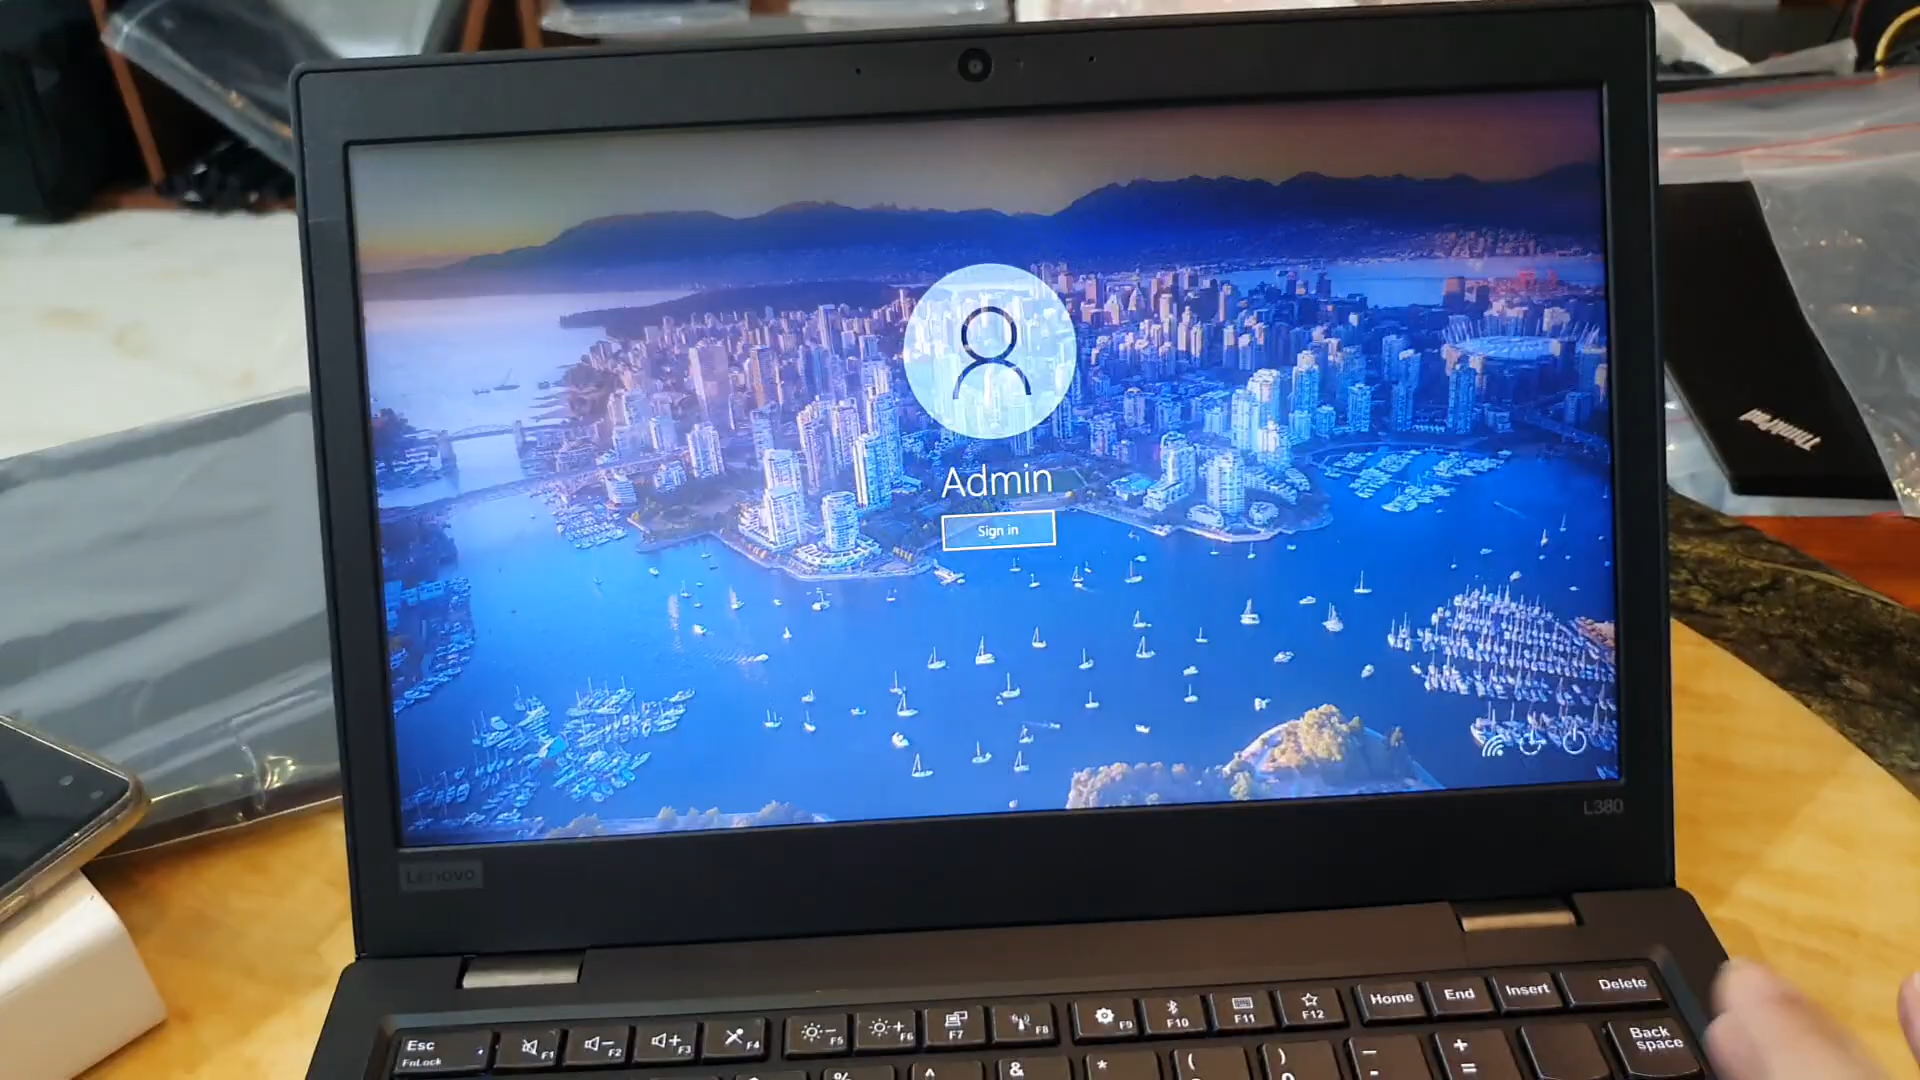 Admin
Sign in
L380
Lenovo
ThinkPad
Esc
FnLock
F1
F2
F3
F4
F5
F6
F7
F8
F9
F10
F11
F12
Home
End
Insert
Delete
%
^
&
*
(
)
-
+
=
Back
space